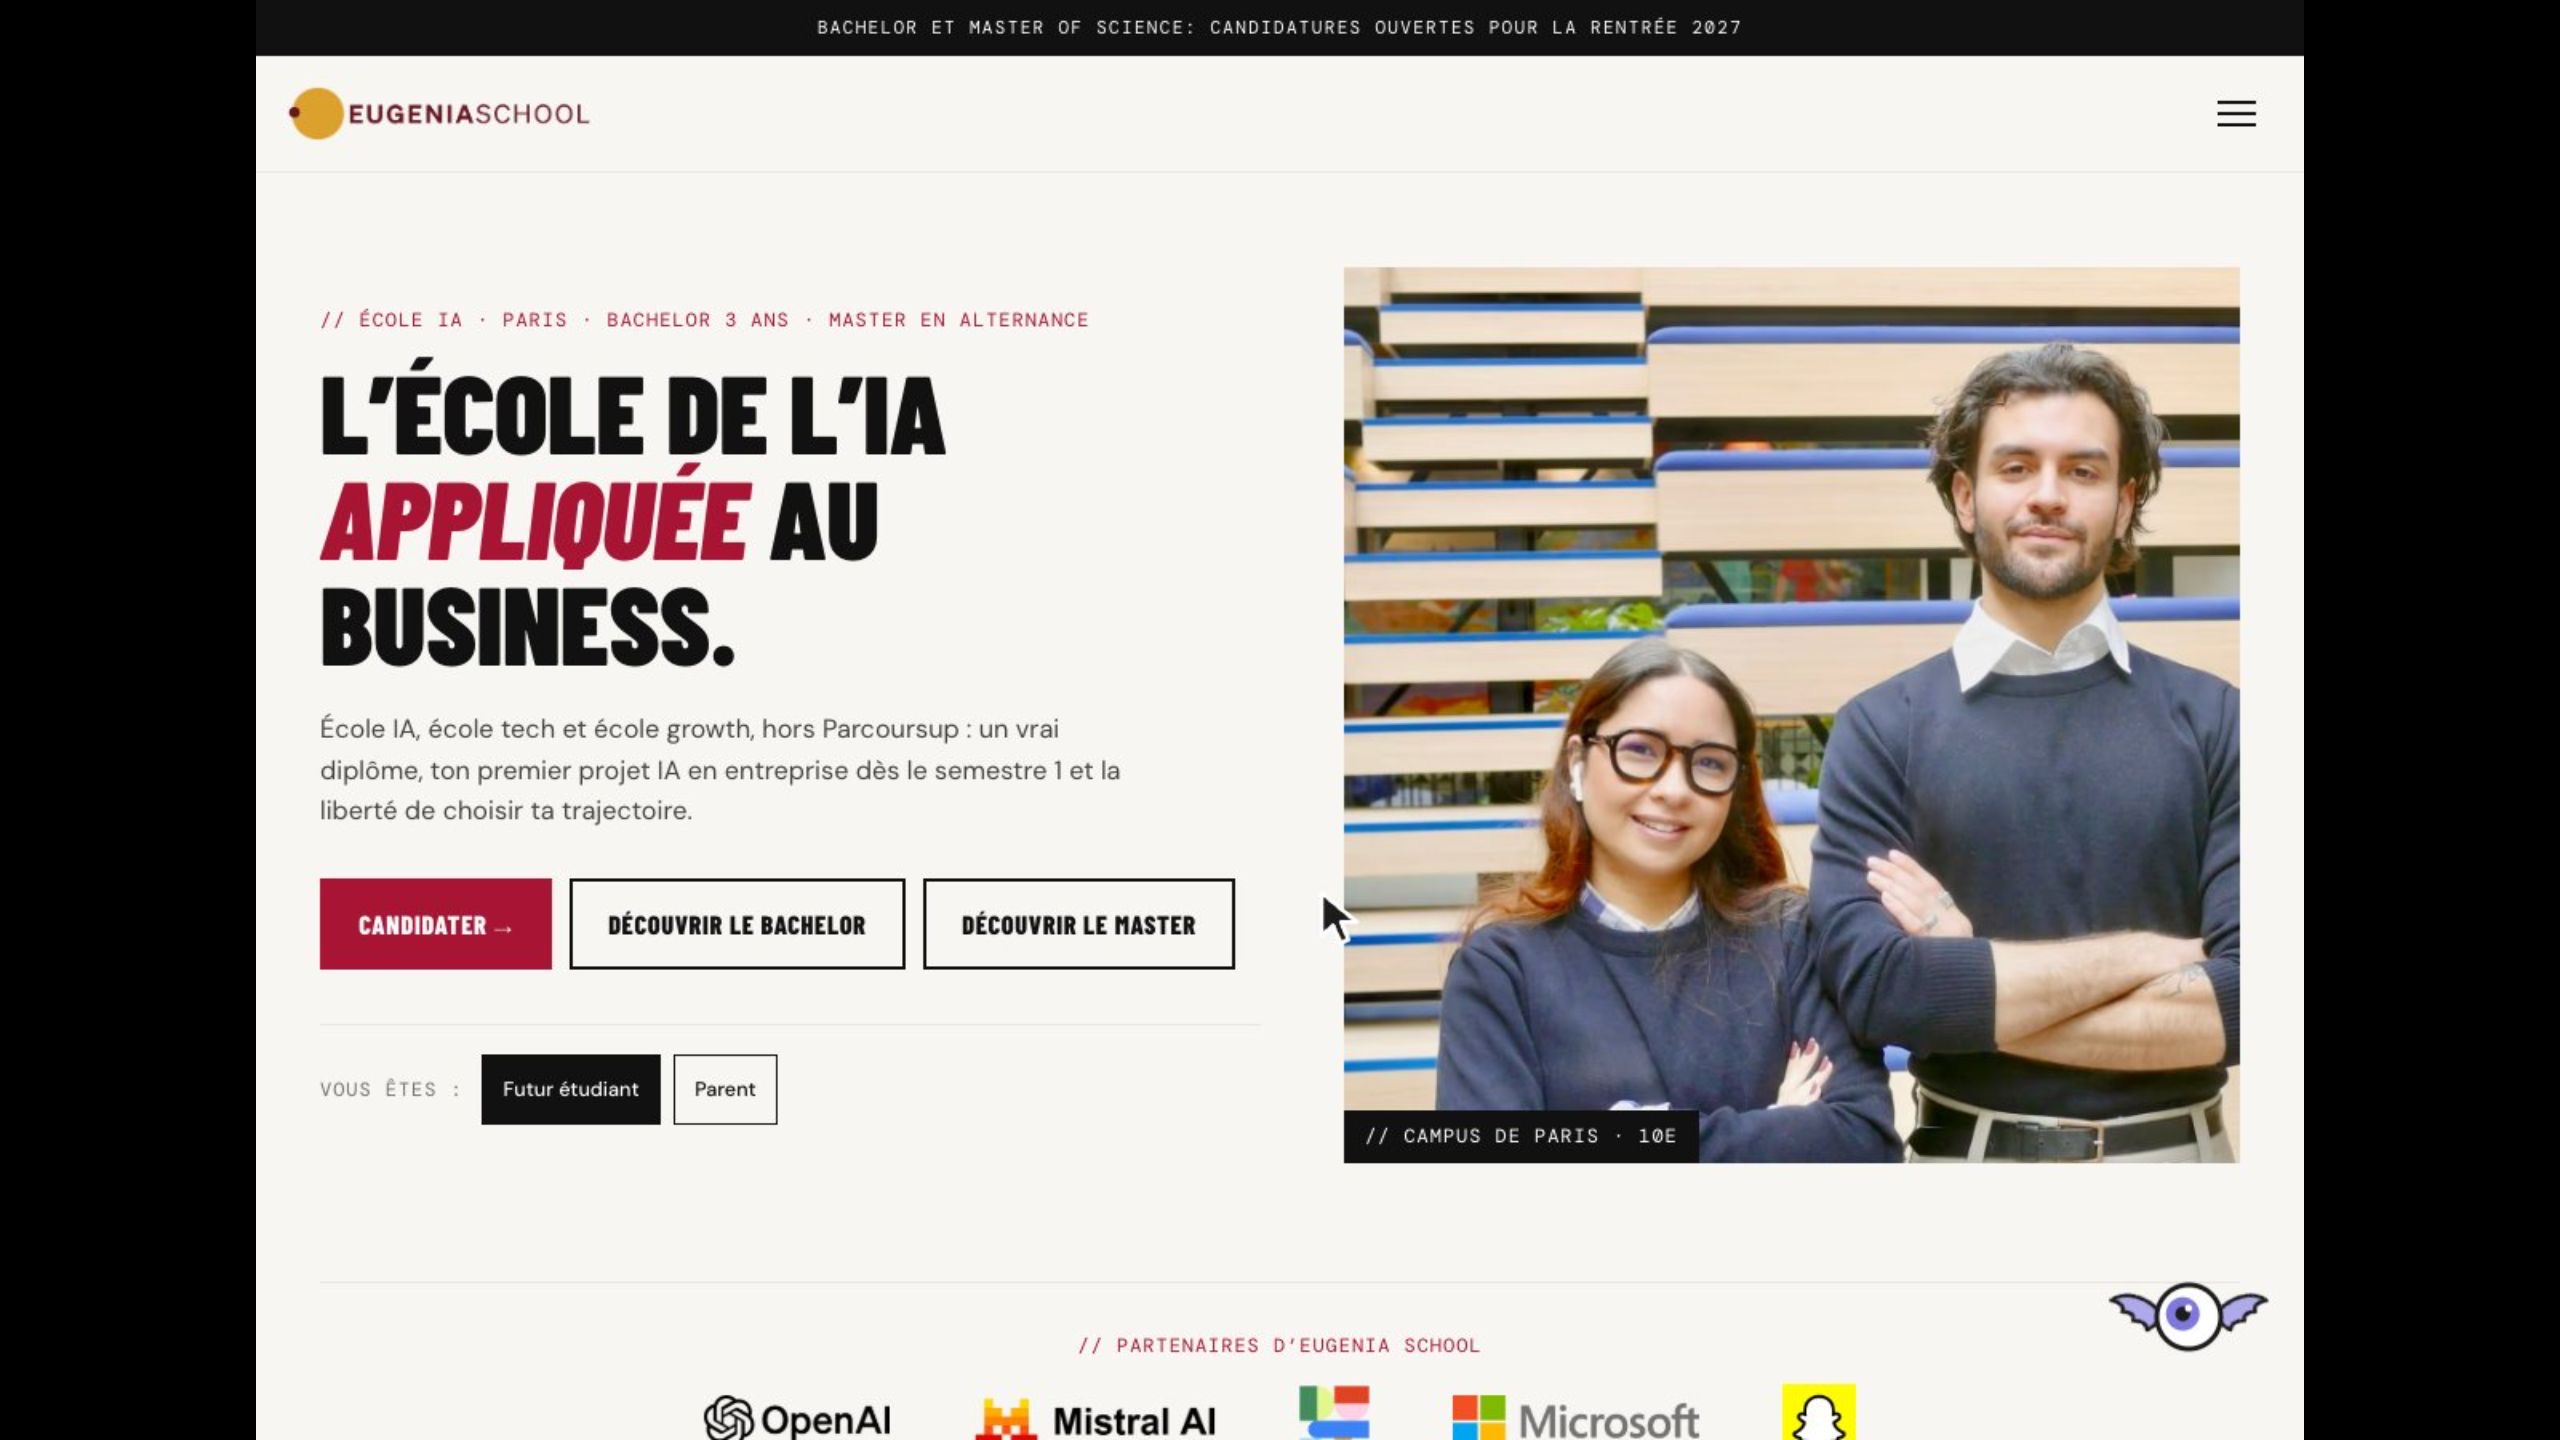 BACHELOR ET MASTER OF SCIENCE: CANDIDATURES OUVERTES POUR LA RENTRÉE 2027
EUGENIASCHOOL
// ÉCOLE IA · PARIS · BACHELOR 3 ANS · MASTER EN ALTERNANCE
L’ÉCOLE DE L’IA
APPLIQUÉE AU
BUSINESS.
École IA, école tech et école growth, hors Parcoursup : un vrai
diplôme, ton premier projet IA en entreprise dès le semestre 1 et la
liberté de choisir ta trajectoire.
CANDIDATER →
DÉCOUVRIR LE BACHELOR
DÉCOUVRIR LE MASTER
VOUS ÊTES :
Futur étudiant
Parent
// CAMPUS DE PARIS · 10E
// PARTENAIRES D’EUGENIA SCHOOL
OpenAI
Mistral AI
Microsoft